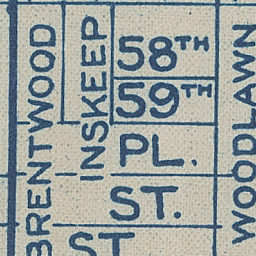 BRENTWOOD
INSKEEP
58TH
59TH
PL.
ST.
ST
WOODLAWN